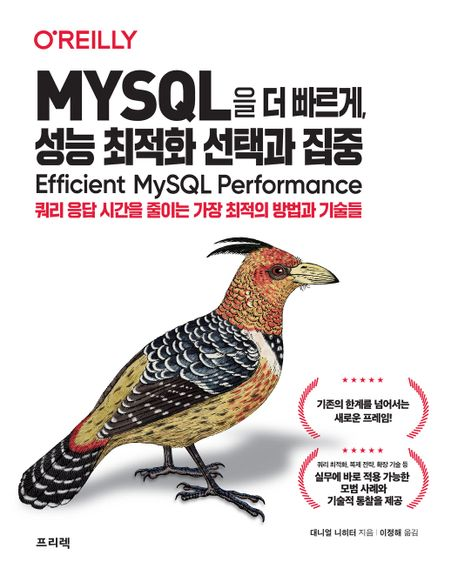 O'REILLY
MYSQL을 더 빠르게,
성능 최적화 선택과 집중
Efficient MySQL Performance
쿼리 응답 시간을 줄이는 가장 최적의 방법과 기술들
기존의 한계를 넘어서는
새로운 프레임!
쿼리 최적화, 복제 전략, 확장 기술 등
실무에 바로 적용 가능한
모범 사례와
기술적 통찰을 제공
대니얼 니히터 지음 | 이정해 옮김
프리렉